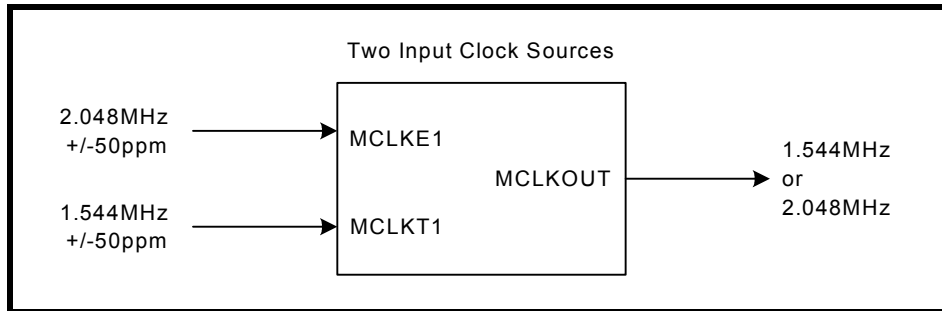 Two Input Clock Sources
2.048MHz
+/-50ppm
MCLKE1
MCLKOUT
1.544MHz
or
2.048MHz
1.544MHz
+/-50ppm
MCLKT1